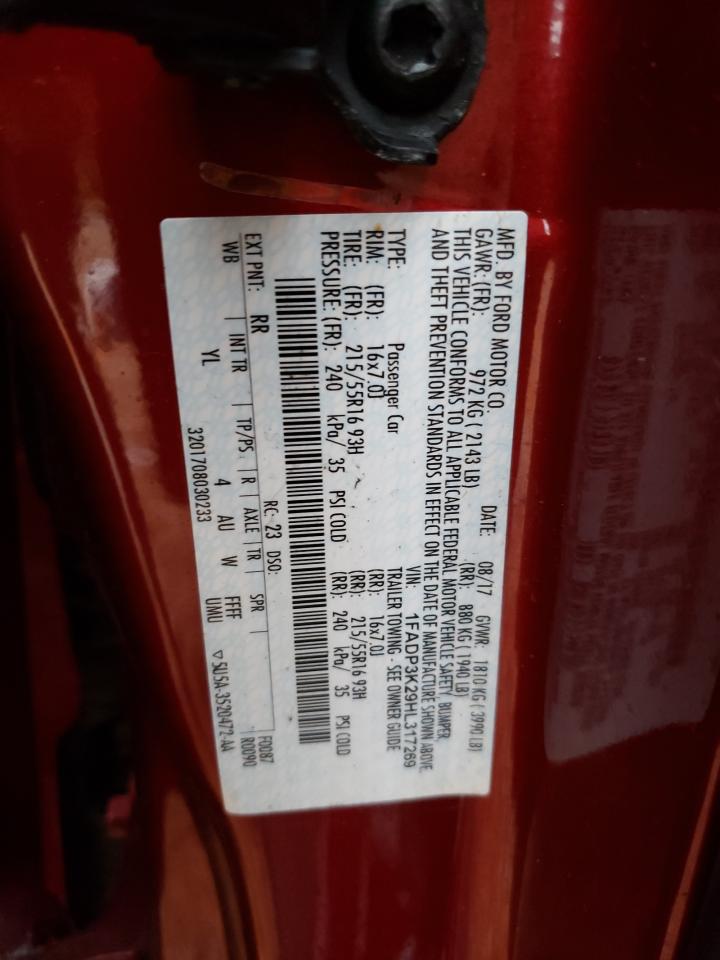 MFD. BY FORD MOTOR CO.
DATE: 08/17 GVWR: 1810 KG ( 3990 LB)
GAWR: (FR): 972 KG ( 2143 LB) (RR): 880 KG ( 1940 LB)
THIS VEHICLE CONFORMS TO ALL APPLICABLE FEDERAL MOTOR VEHICLE SAFETY, BUMPER,
AND THEFT PREVENTION STANDARDS IN EFFECT ON THE DATE OF MANUFACTURE SHOWN ABOVE.
VIN: 1FADP3K29HL317269
TYPE: Passenger Car TRAILER TOWING - SEE OWNER GUIDE
RIM: (FR): 16x7.0J (RR): 16x7.0J
TIRE: (FR): 215/55R16 93H (RR): 215/55R16 93H
PRESSURE: (FR): 240 kPa/ 35 PSI COLD (RR): 240 kPa/ 35 PSI COLD
F0087
EXT PNT: RR RC: 23 DSO: R0090
WB | INT TR | TP/PS | R | AXLE | TR | SPR
YL 4 AU W FFFF
UMU
3201708030233 ▽ 5U5A-3520472-AA